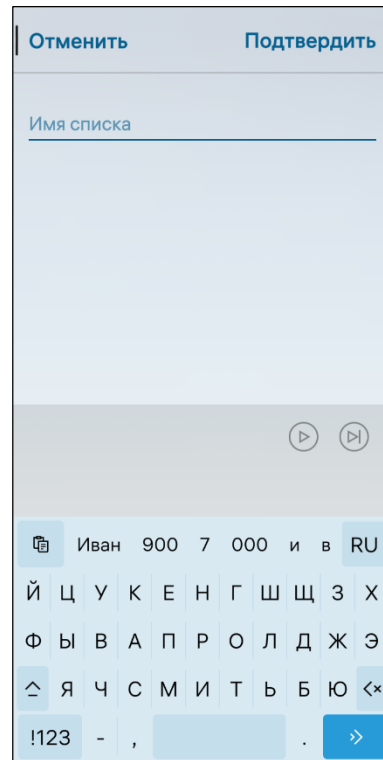 Отменить Подтвердить
Имя списка
Иван 900 7 000 и в RU
Й Ц У К Е Н Г Ш Щ З Х
Ф Ы В А П Р О Л Д Ж Э
Я Ч С М И Т Ь Б Ю
!123 - , .